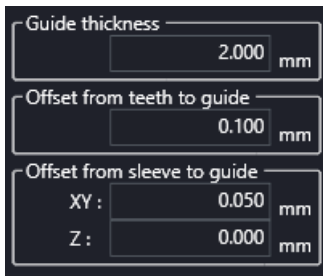 Guide thickness
2.000 mm
Offset from teeth to guide
0.100 mm
Offset from sleeve to guide
XY : 0.050 mm
Z : 0.000 mm